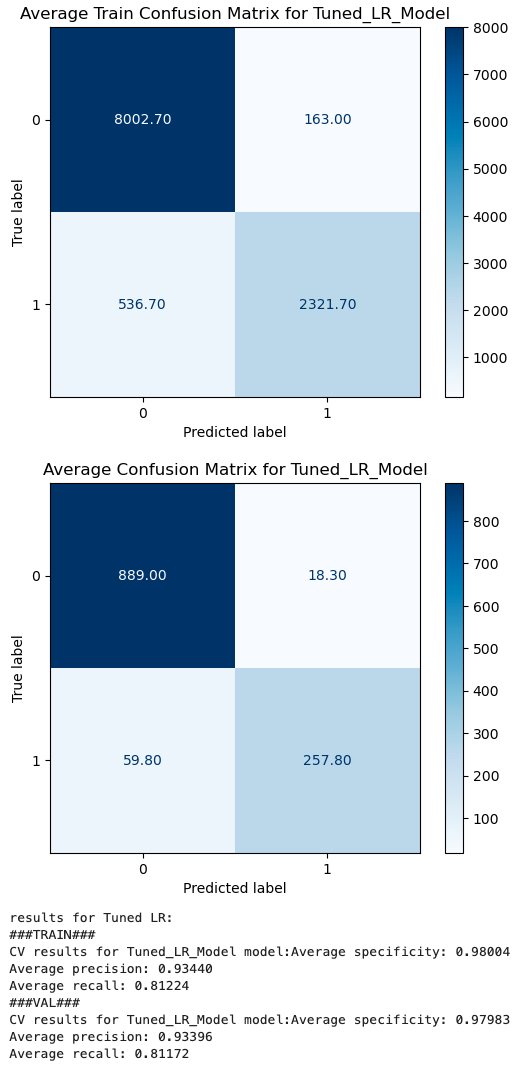 Average Train Confusion Matrix for Tuned_LR_Model
8000
7000
6000
5000
4000
3000
2000
1000
True label
0
8002.70 163.00
1
536.70 2321.70
0 1
Predicted label
Average Confusion Matrix for Tuned_LR_Model
800
700
600
500
400
300
200
100
True label
0
889.00 18.30
1
59.80 257.80
0 1
Predicted label
results for Tuned LR:
###TRAIN###
CV results for Tuned_LR_Model model:Average specificity: 0.98004
Average precision: 0.93440
Average recall: 0.81224
###VAL###
CV results for Tuned_LR_Model model:Average specificity: 0.97983
Average precision: 0.93396
Average recall: 0.81172